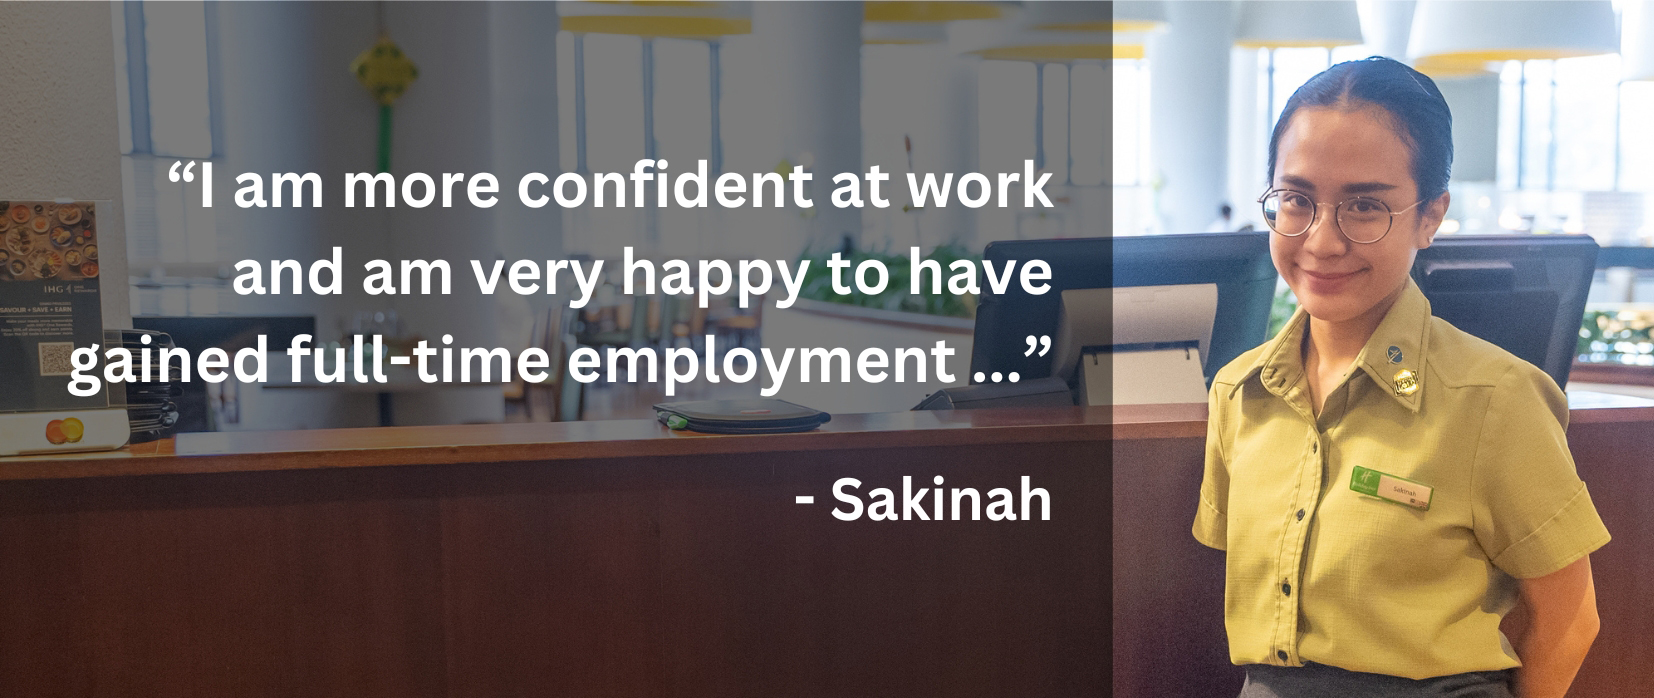 “I am more confident at work
and am very happy to have
gained full-time employment ...”
- Sakinah
IHG
SAVOUR + SAVE + EARN
Sakinah